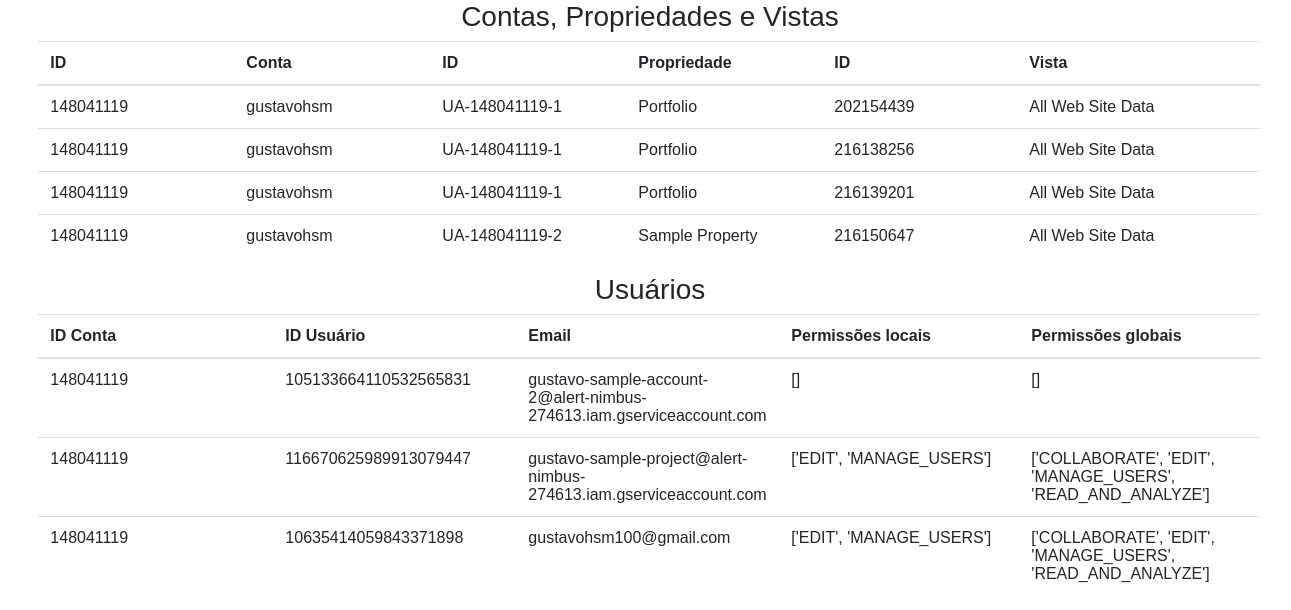 Contas, Propriedades e Vistas
ID Conta ID Propriedade ID Vista
148041119 gustavohsm UA-148041119-1 Portfolio 202154439 All Web Site Data
148041119 gustavohsm UA-148041119-1 Portfolio 216138256 All Web Site Data
148041119 gustavohsm UA-148041119-1 Portfolio 216139201 All Web Site Data
148041119 gustavohsm UA-148041119-2 Sample Property 216150647 All Web Site Data
Usuários
ID Conta ID Usuário Email Permissões locais Permissões globais
148041119 105133664110532565831 gustavo-sample-account- [] []
2@alert-nimbus-
274613.iam.gserviceaccount.com
148041119 116670625989913079447 gustavo-sample-project@alert- ['EDIT', 'MANAGE_USERS'] ['COLLABORATE', 'EDIT',
nimbus- 'MANAGE_USERS',
274613.iam.gserviceaccount.com 'READ_AND_ANALYZE']
148041119 10635414059843371898 gustavohsm100@gmail.com ['EDIT', 'MANAGE_USERS'] ['COLLABORATE', 'EDIT',
'MANAGE_USERS',
'READ_AND_ANALYZE']